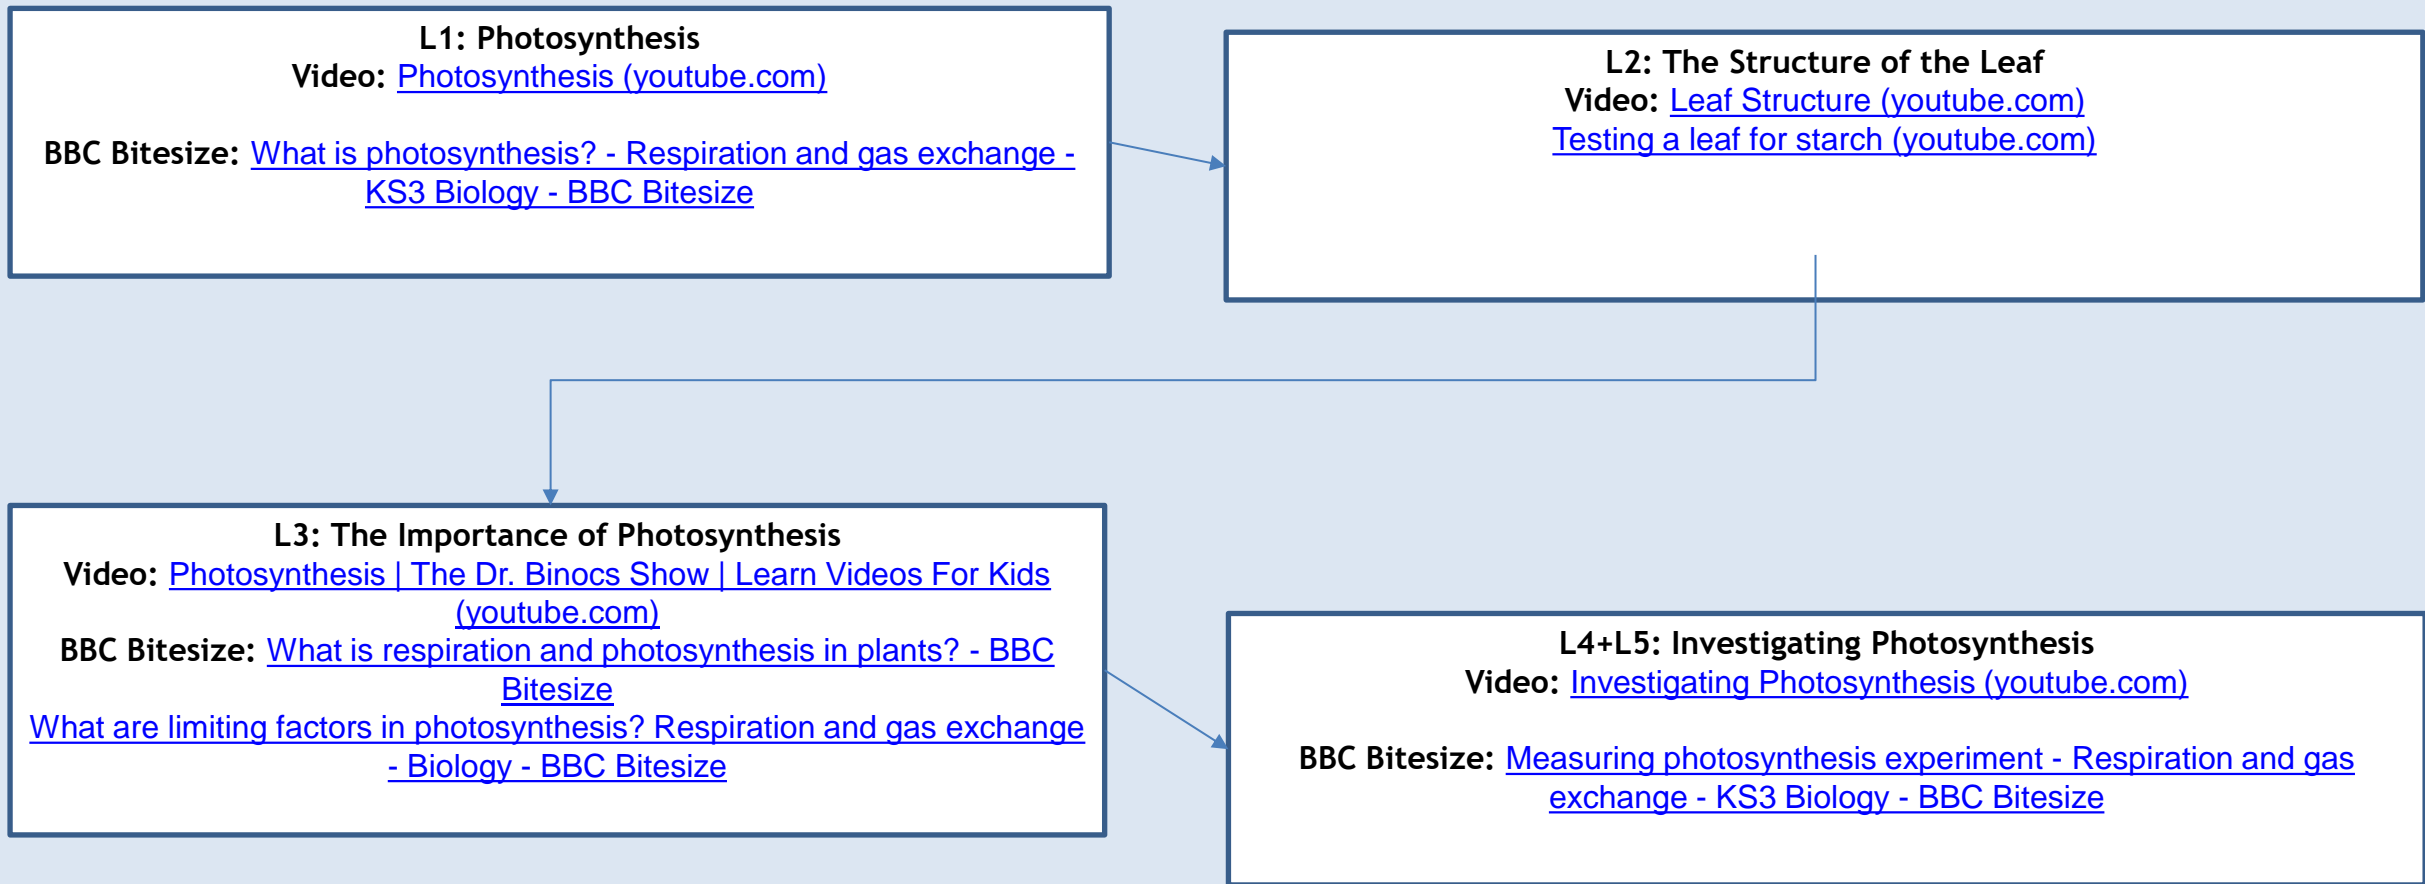 L1: Photosynthesis
Video: Photosynthesis (youtube.com)
BBC Bitesize: What is photosynthesis? - Respiration and gas exchange -
KS3 Biology - BBC Bitesize
L2: The Structure of the Leaf
Video: Leaf Structure (youtube.com)
Testing a leaf for starch (youtube.com)
L3: The Importance of Photosynthesis
Video: Photosynthesis | The Dr. Binocs Show | Learn Videos For Kids
(youtube.com)
BBC Bitesize: What is respiration and photosynthesis in plants? - BBC
Bitesize
What are limiting factors in photosynthesis? Respiration and gas exchange
- Biology - BBC Bitesize
L4+L5: Investigating Photosynthesis
Video: Investigating Photosynthesis (youtube.com)
BBC Bitesize: Measuring photosynthesis experiment - Respiration and gas
exchange - KS3 Biology - BBC Bitesize